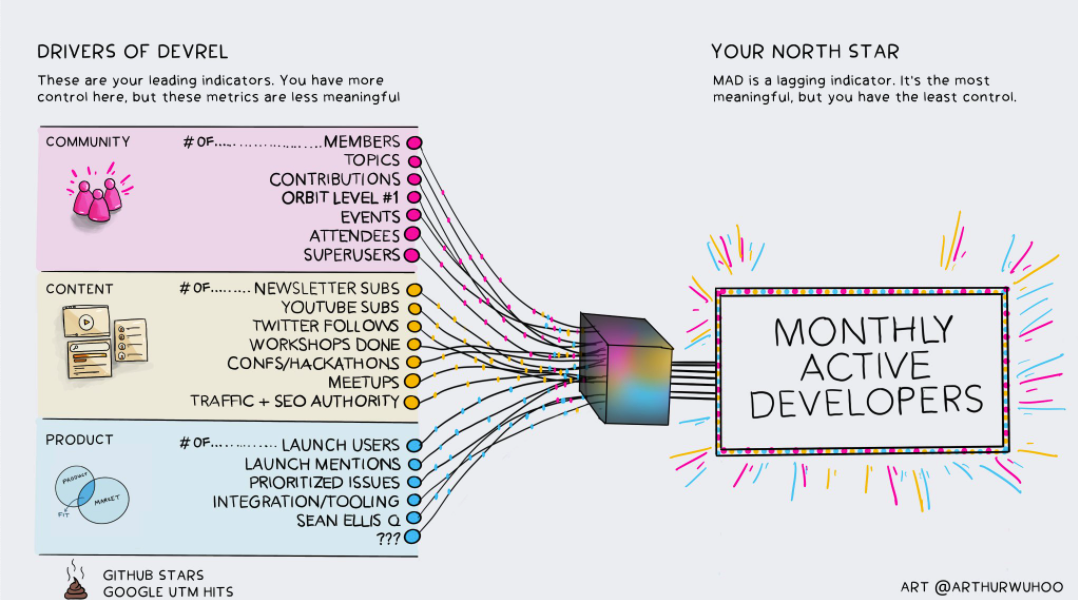 DRIVERS OF DEVREL
These are your leading indicators. You have more
control here, but these metrics are less meaningful
YOUR NORTH STAR
MAD is a lagging indicator. It's the most
meaningful, but you have the least control.
COMMUNITY
# OF..... ................MEMBERS
TOPICS
CONTRIBUTIONS
ORBIT LEVEL #1
EVENTS
ATTENDEES
SUPERUSERS
CONTENT
# OF......... NEWSLETTER SUBS
YOUTUBE SUBS
TWITTER FOLLOWS
WORKSHOPS DONE
CONFS/HACKATHONS
MEETUPS
TRAFFIC + SEO AUTHORITY
PRODUCT
# OF..... .. ....... LAUNCH USERS
LAUNCH MENTIONS
PRIORITIZED ISSUES
INTEGRATION/TOOLING
SEAN ELLIS Q
???
PRODUCT
MARKET
FIT
MONTHLY
ACTIVE
DEVELOPERS
GITHUB STARS
GOOGLE UTM HITS
ART @ARTHURWUHOO